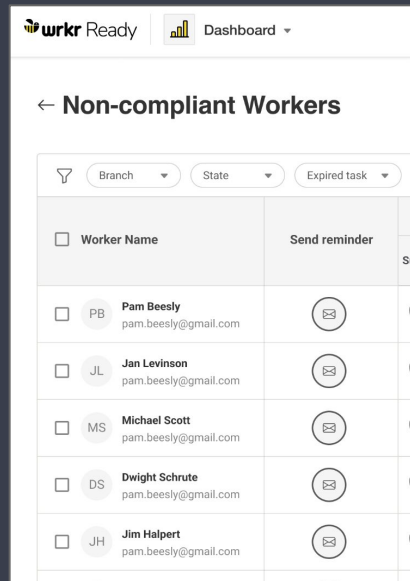 wrkr Ready
Dashboard
← Non-compliant Workers
Branch State Expired task
Worker Name Send reminder
PB Pam Beesly
pam.beesly@gmail.com
JL Jan Levinson
pam.beesly@gmail.com
MS Michael Scott
pam.beesly@gmail.com
DS Dwight Schrute
pam.beesly@gmail.com
JH Jim Halpert
pam.beesly@gmail.com